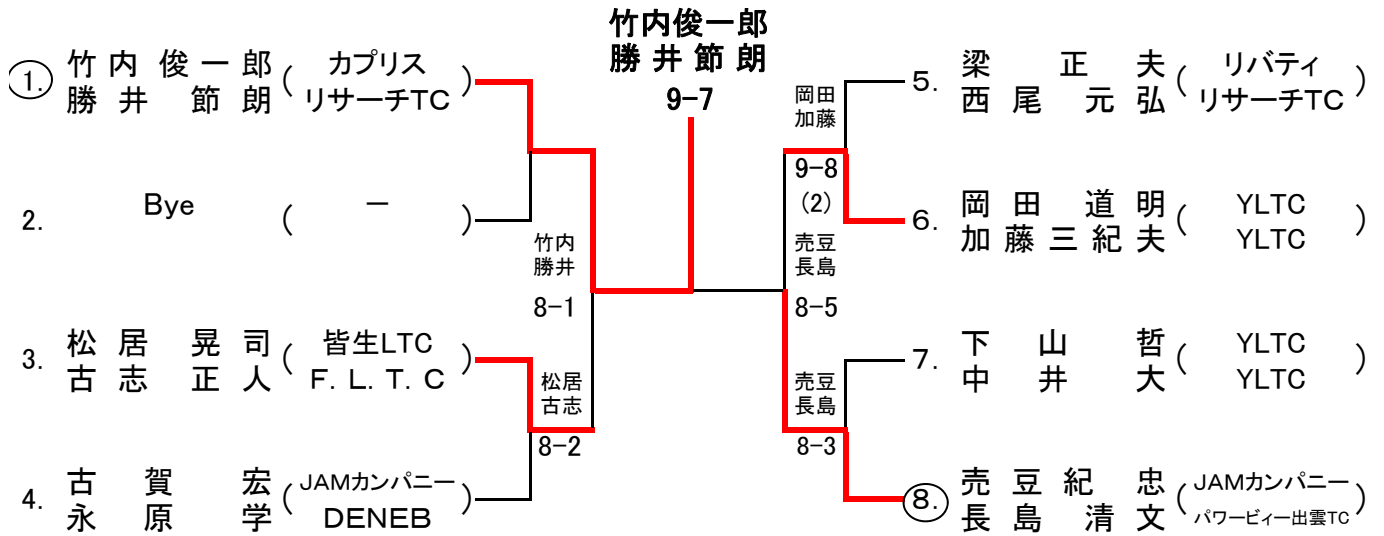 竹内俊一郎
勝井節朗
9-7
1. 竹内俊一郎 ( カプリス )
勝井節朗 リサーチTC
2. Bye ( － )
竹内
勝井
8-1
3. 松居晃司 ( 皆生LTC )
古志正人 F．L．T．C
松居
古志
8-2
4. 古賀宏 ( JAMカンパニー )
永原学 DENEB
5. 梁正夫 ( リバティ )
西尾元弘 リサーチTC
岡田
加藤
9-8
(2)
6. 岡田道明 ( YLTC )
加藤三紀夫 YLTC
売豆
長島
8-5
7. 下山哲 ( YLTC )
中井大 YLTC
売豆
長島
8-3
8. 売豆紀忠 ( JAMカンパニー )
長島清文 パワービィー出雲TC